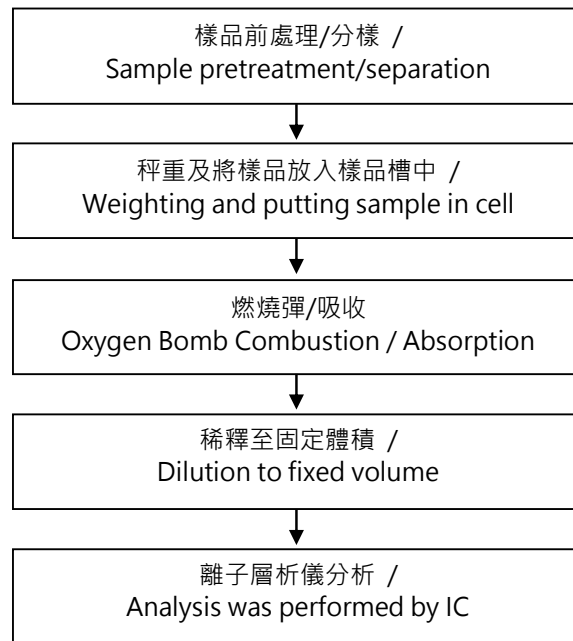 樣品前處理/分樣 /
Sample pretreatment/separation
秤重及將樣品放入樣品槽中 /
Weighting and putting sample in cell
燃燒彈/吸收
Oxygen Bomb Combustion / Absorption
稀釋至固定體積 /
Dilution to fixed volume
離子層析儀分析 /
Analysis was performed by IC